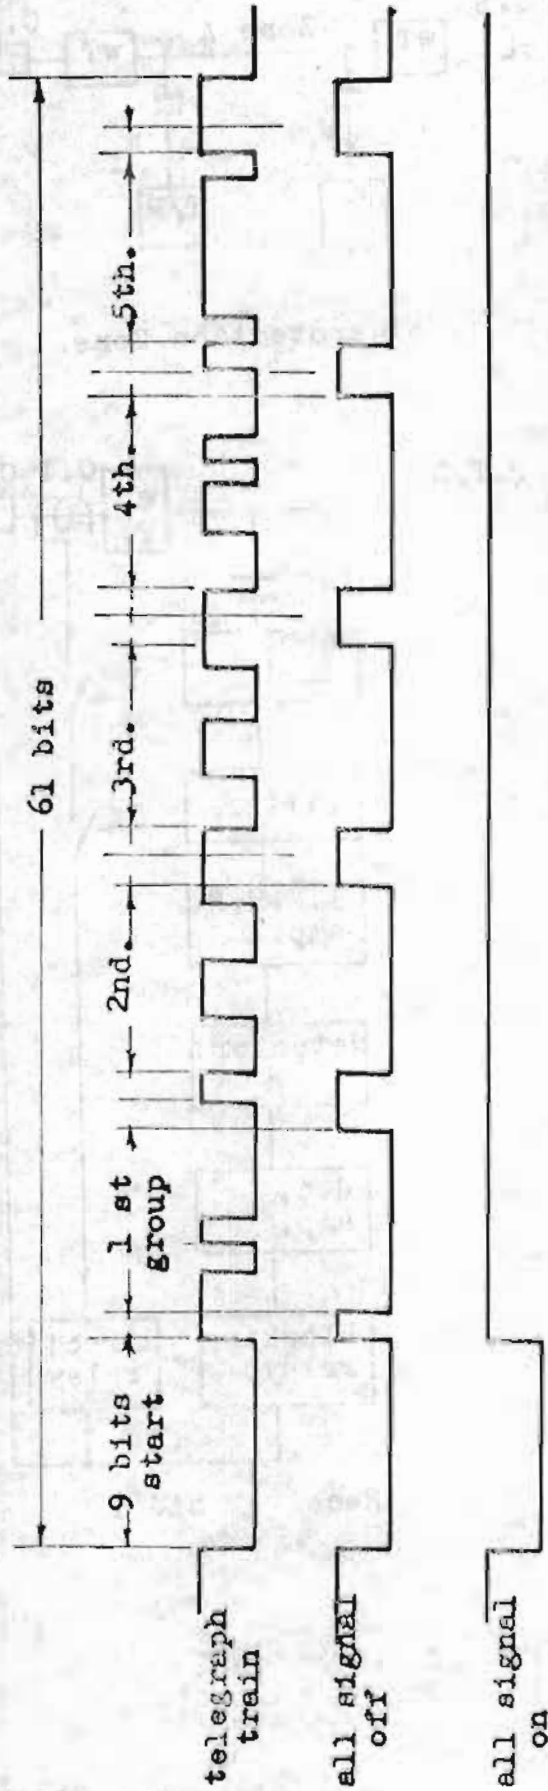 61 bits
9 bits
start
1 st
group
2nd.
3rd.
4th.
5th.
telegraph
train
all signal
off
all signal
on